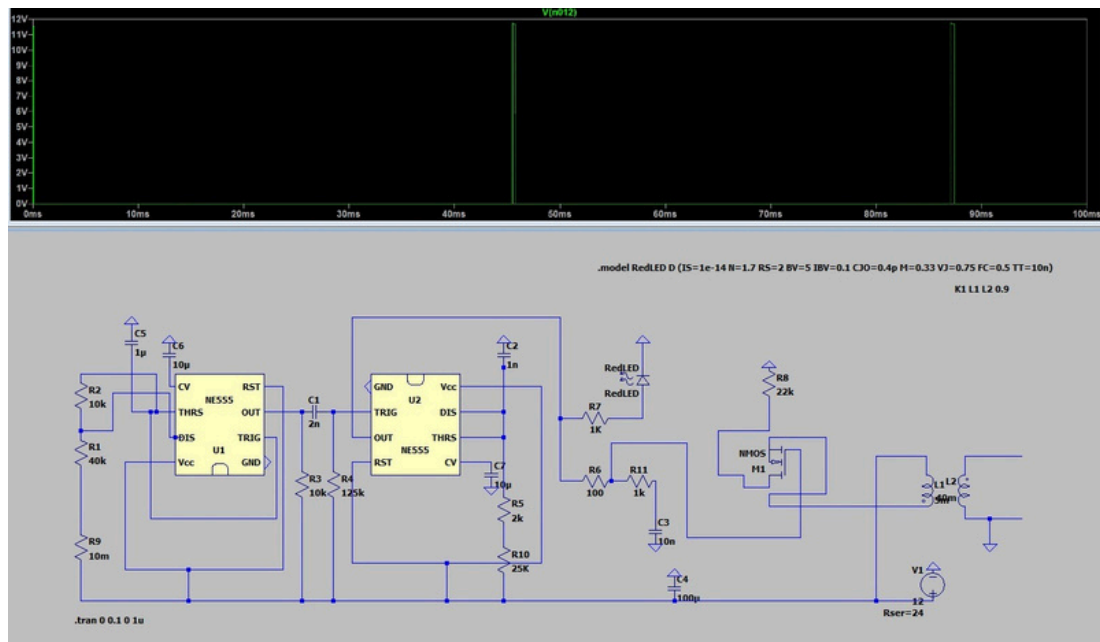 V(n012)
12V
11V
10V
9V
8V
7V
6V
5V
4V
3V
2V
1V
0V
0ms 10ms 20ms 30ms 40ms 50ms 60ms 70ms 80ms 90ms 100ms
.model RedLED D (IS=1e-14 N=1.7 RS=2 BV=5 IBV=0.1 CJO=0.4p M=0.33 VJ=0.75 FC=0.5 TT=10n)
K1 L1 L2 0.9
C5
1µ
C6
10µ
R2
10k
R1
40k
R9
10m
CV RST
NE555
THRS OUT
DIS TRIG
U1
Vcc GND
C1
2n
R3
10k
R4
125k
C2
1n
GND Vcc
U2
TRIG DIS
OUT THRS
NE555
RST CV
C7
10µ
R5
2k
R10
25K
RedLED
RedLED
R7
1K
R6
100
R11
1k
C3
10n
R8
22k
NMOS
M1
L1
L2
40m
C4
100µ
V1
12
Rser=24
.tran 0 0.1 0 1u